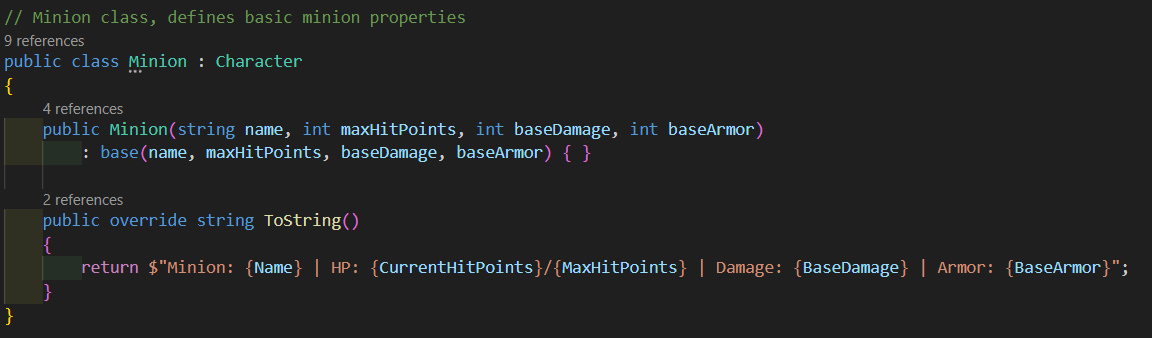 // Minion class, defines basic minion properties
9 references
public class Minion : Character
{
4 references
public Minion(string name, int maxHitPoints, int baseDamage, int baseArmor)
: base(name, maxHitPoints, baseDamage, baseArmor) { }
2 references
public override string ToString()
{
return $"Minion: {Name} | HP: {CurrentHitPoints}/{MaxHitPoints} | Damage: {BaseDamage} | Armor: {BaseArmor}";
}
}